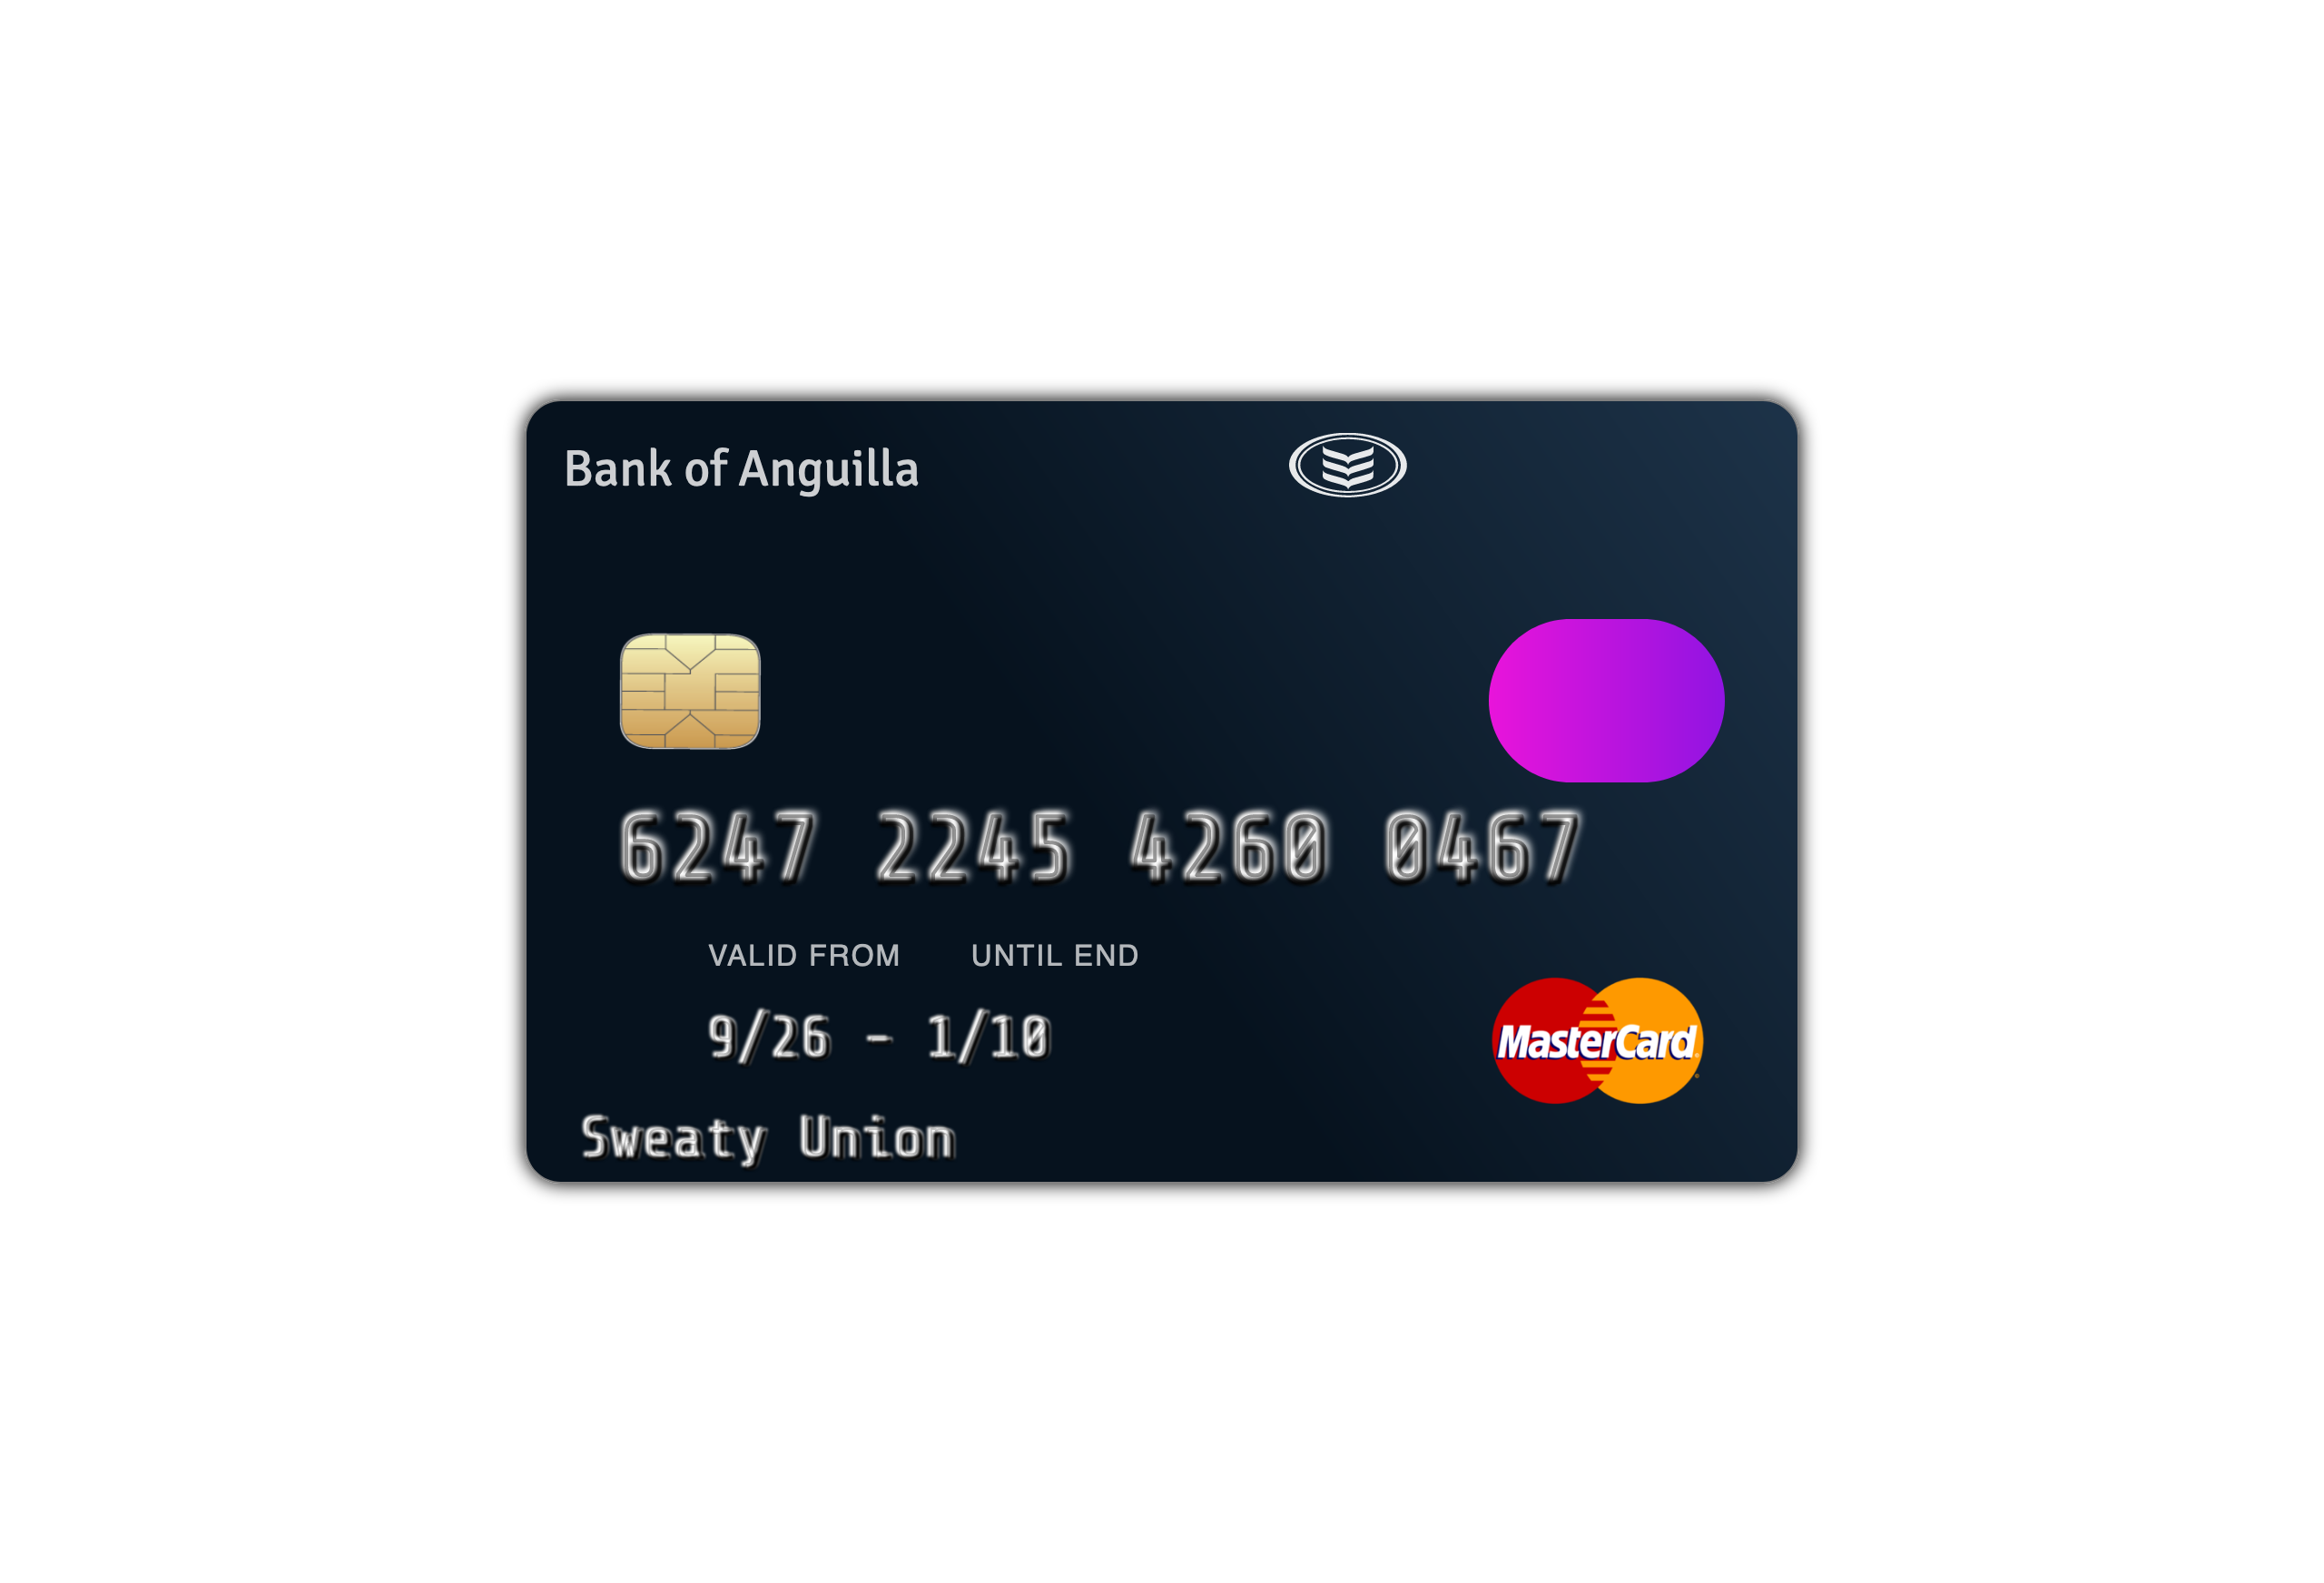 Bank of Anguilla
6247 2245 4260 0467
VALID FROM UNTIL END
9/26 - 1/10
MasterCard
Sweaty Union